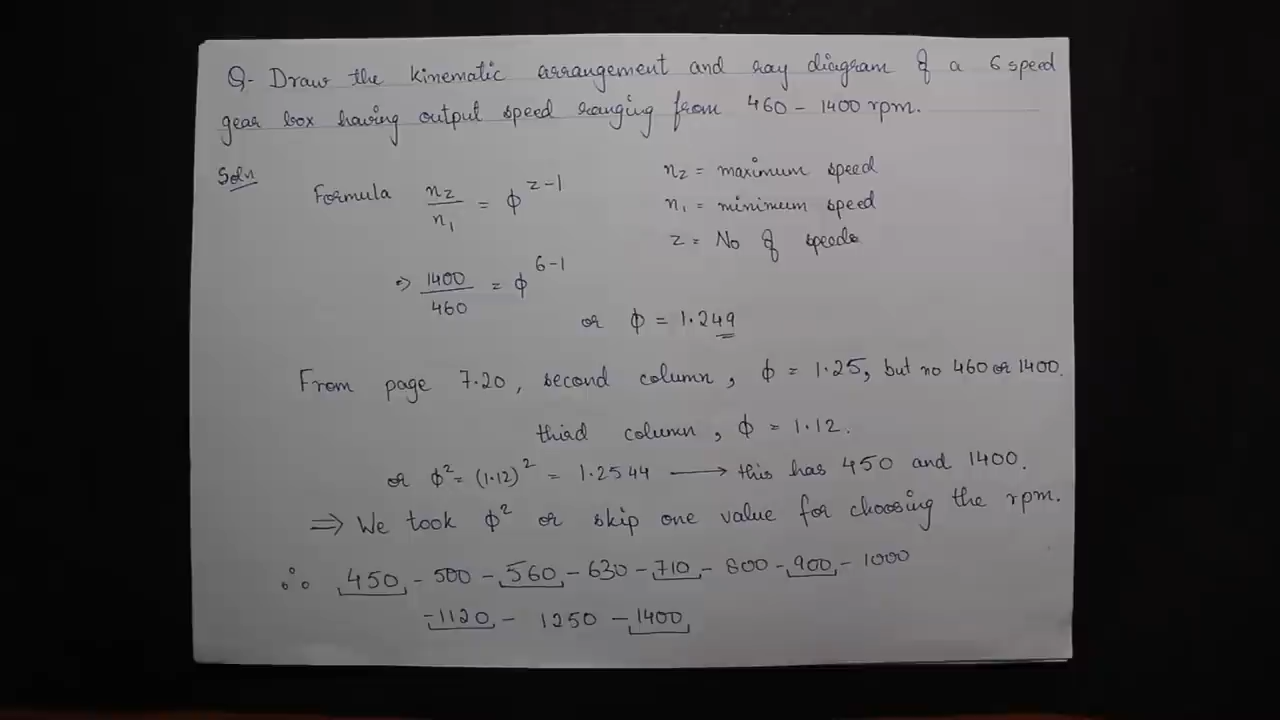 Q- Draw the kinematic arrangement and ray diagram of a 6 speed
gear box having output speed ranging from 460 - 1400 rpm.
Soln
Formula nz/n1 = ϕ^z-1
nz = maximum speed
n1 = minimum speed
z = No of speeds
⇒ 1400/460 = ϕ^6-1
or ϕ = 1.249
From page 7.20, second column, ϕ = 1.25, but no 460 or 1400.
third column, ϕ = 1.12.
or ϕ² = (1.12)² = 1.2544 ⟶ this has 450 and 1400.
⇒ We took ϕ² or skip one value for choosing the rpm.
∴ 450 - 500 - 560 - 630 - 710 - 800 - 900 - 1000
- 1120 - 1250 - 1400